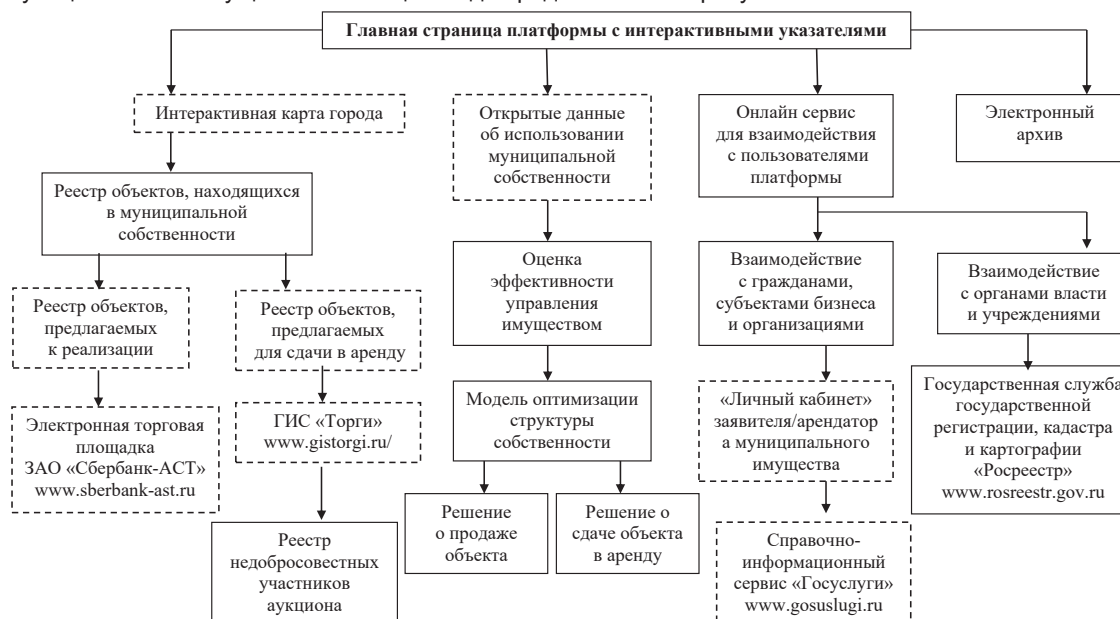 Главная страница платформы с интерактивными указателями
Интерактивная карта города
Открытые данные
об использовании
муниципальной
собственности
Онлайн сервис
для взаимодействия
с пользователями
платформы
Электронный
архив
Реестр объектов, находящихся
в муниципальной
собственности
Оценка
эффективности
управления
имуществом
Взаимодействие
с гражданами,
субъектами бизнеса
и организациями
Взаимодействие
с органами власти
и учреждениями
Реестр объектов,
предлагаемых
к реализации
Реестр объектов,
предлагаемых
для сдачи в аренду
Электронная торговая
площадка
ЗАО «Сбербанк-АСТ»
www.sberbank-ast.ru
ГИС «Торги»
www.gistorgi.ru/
Модель оптимизации
структуры
собственности
«Личный кабинет»
заявителя/арендатор
а муниципального
имущества
Государственная служба
государственной
регистрации, кадастра
и картографии
«Росреестр»
www.rosreestr.gov.ru
Реестр
недобросовестных
участников
аукциона
Решение
о продаже
объекта
Решение о
сдаче объекта
в аренду
Справочно-
информационный
сервис «Госуслуги»
www.gosuslugi.ru